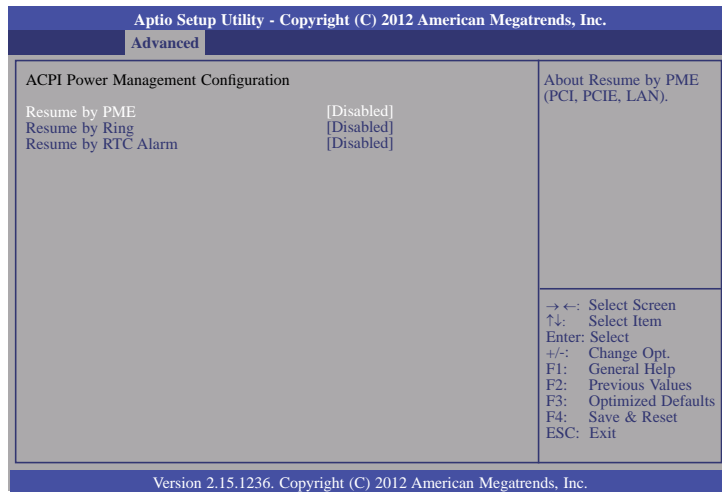 Aptio Setup Utility - Copyright (C) 2012 American Megatrends, Inc.
Advanced
ACPI Power Management Configuration
Resume by PME [Disabled]
Resume by Ring [Disabled]
Resume by RTC Alarm [Disabled]
About Resume by PME
(PCI, PCIE, LAN).
→ ←: Select Screen
↑↓: Select Item
Enter: Select
+/-: Change Opt.
F1: General Help
F2: Previous Values
F3: Optimized Defaults
F4: Save & Reset
ESC: Exit
Version 2.15.1236. Copyright (C) 2012 American Megatrends, Inc.